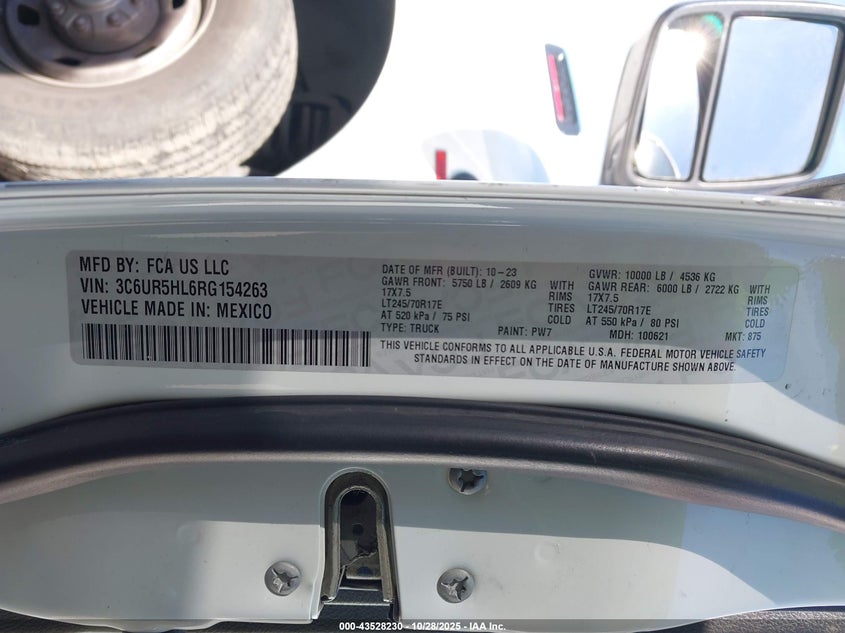 MFD BY: FCA US LLC
VIN: 3C6UR5HL6RG154263
VEHICLE MADE IN: MEXICO
DATE OF MFR (BUILT): 10-23
GAWR FRONT: 5750 LB / 2609 KG
17X7.5 RIMS
LT245/70R17E TIRES
AT 520 kPa / 75 PSI COLD
TYPE: TRUCK PAINT: PW7
GVWR: 10000 LB / 4536 KG
GAWR REAR: 6000 LB / 2722 KG
17X7.5 RIMS
LT245/70R17E TIRES
AT 550 kPa / 80 PSI COLD
MDH: 100621 MKT: 875
THIS VEHICLE CONFORMS TO ALL APPLICABLE U.S.A. FEDERAL MOTOR VEHICLE SAFETY
STANDARDS IN EFFECT ON THE DATE OF MANUFACTURE SHOWN ABOVE.
000-43528230 - 10/28/2025 - IAA Inc.